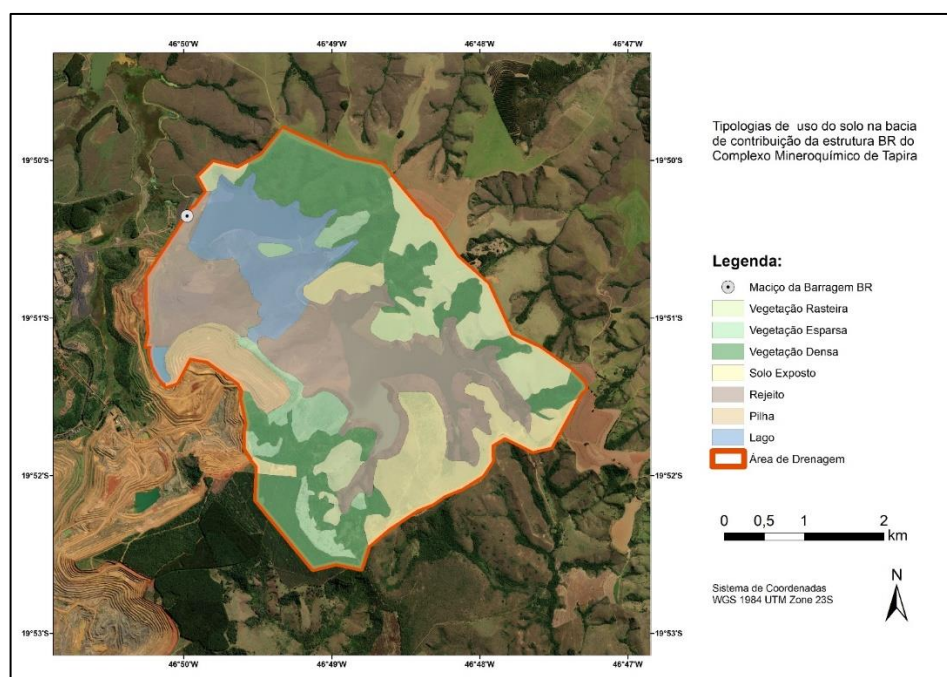 46°50'W 46°49'W 46°48'W 46°47'W
19°50'S 19°50'S
19°51'S 19°51'S
19°52'S 19°52'S
19°53'S 19°53'S
46°50'W 46°49'W 46°48'W 46°47'W
Tipologias de uso do solo na bacia
de contribuição da estrutura BR do
Complexo Mineroquímico de Tapira
Legenda:
Maciço da Barragem BR
Vegetação Rasteira
Vegetação Esparsa
Vegetação Densa
Solo Exposto
Rejeito
Pilha
Lago
Área de Drenagem
0 0,5 1 2
km
Sistema de Coordenadas
WGS 1984 UTM Zone 23S
N